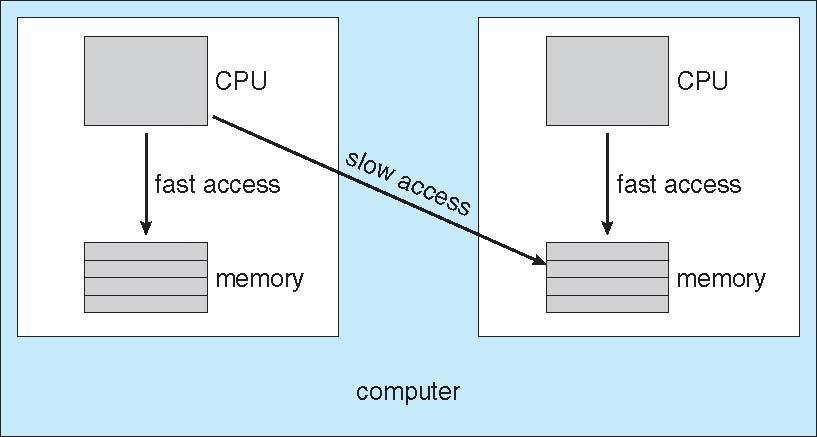 CPU
CPU
slow access
fast access
fast access
memory
memory
computer